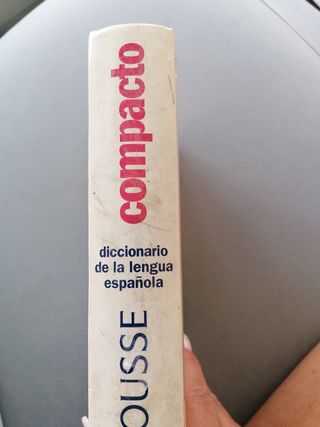 compacto
diccionario
de la lengua
española
OUSSE